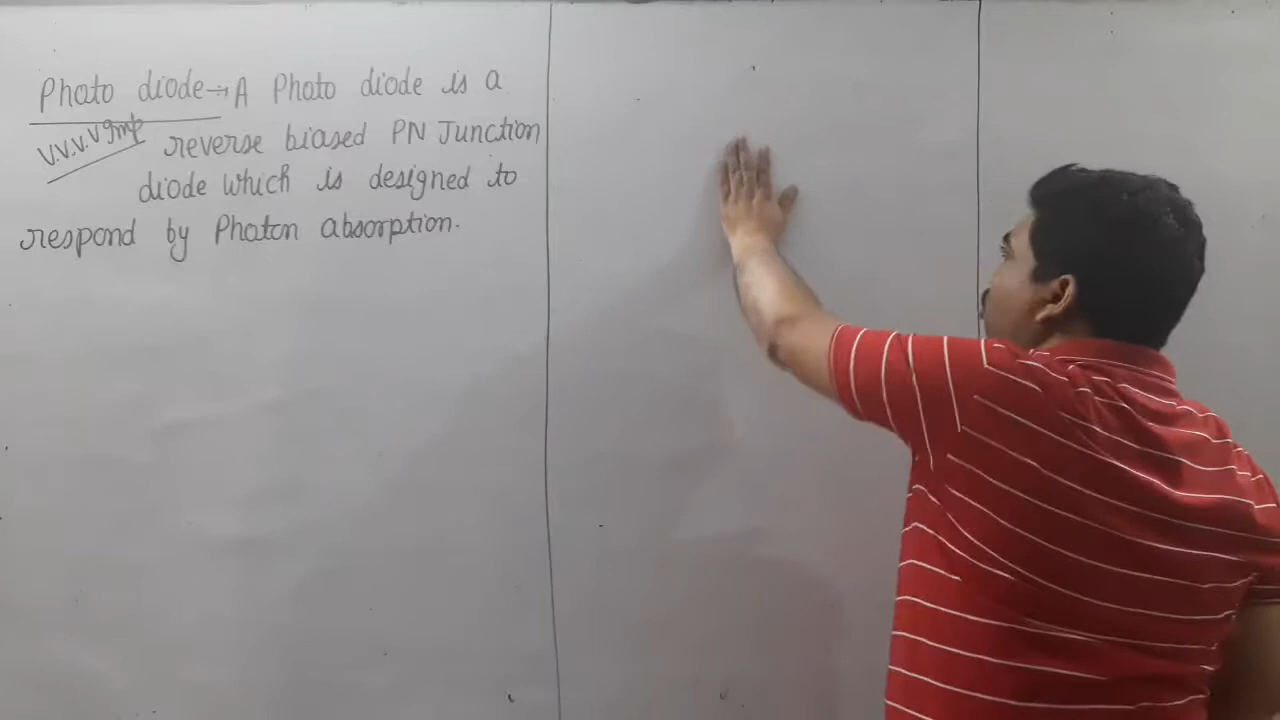 Photo diode → A Photo diode is a
V.V.V.V Imp reverse biased PN Junction
diode which is designed to
respond by Photon absorption.